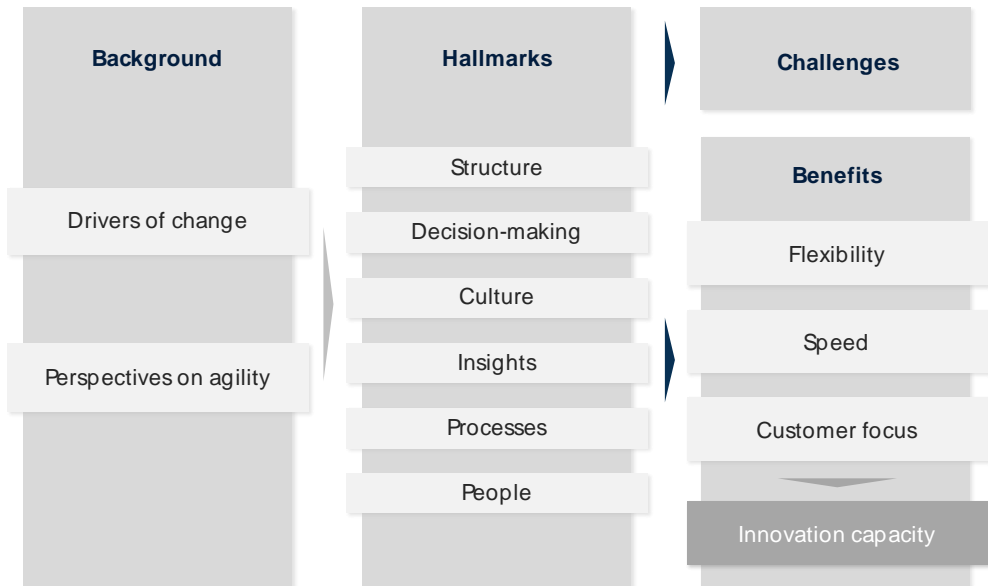 Background
Drivers of change
Perspectives on agility
Hallmarks
Structure
Decision-making
Culture
Insights
Processes
People
Challenges
Benefits
Flexibility
Speed
Customer focus
Innovation capacity